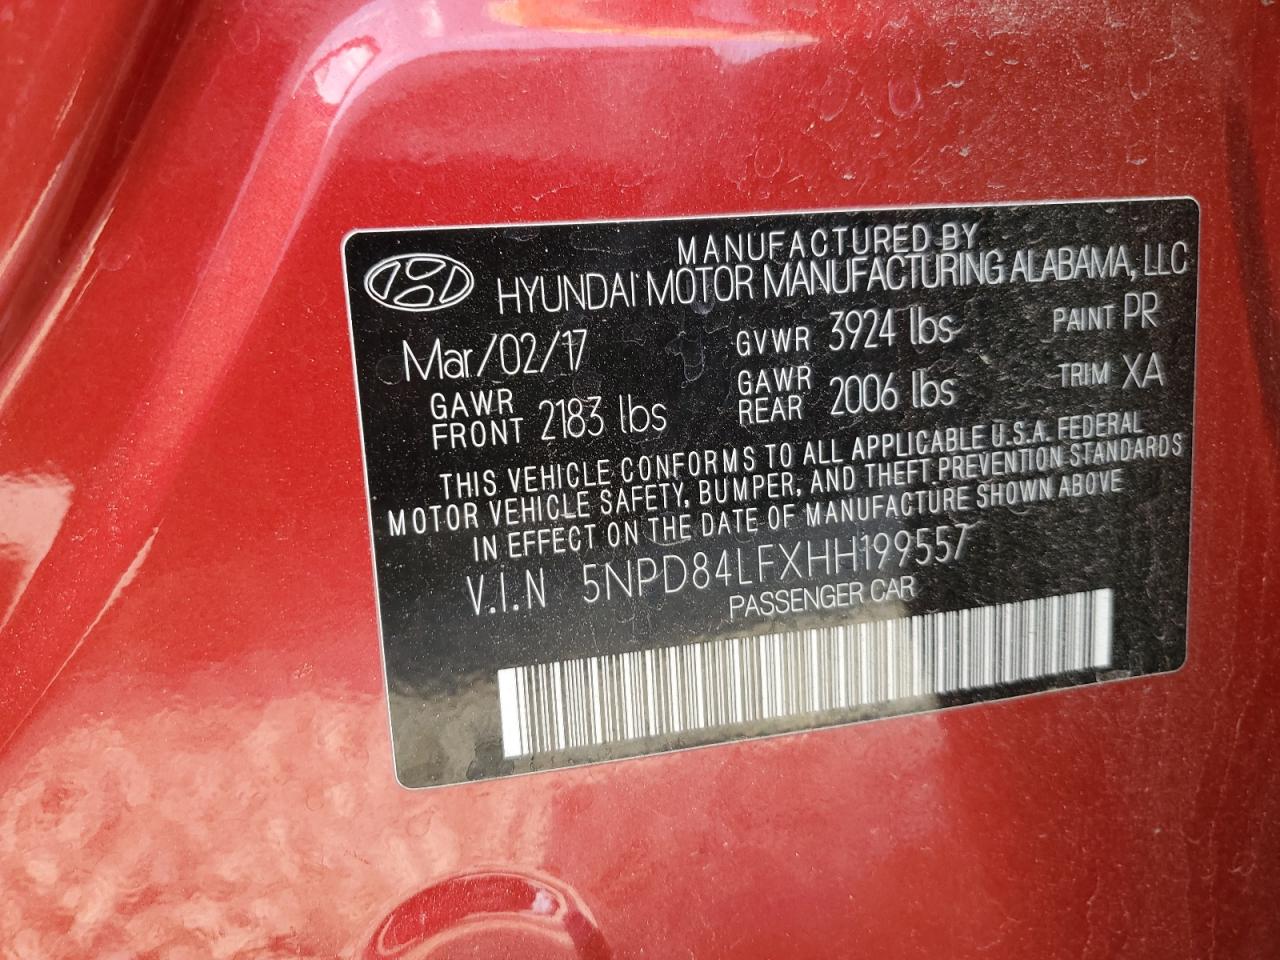 MANUFACTURED BY
HYUNDAI MOTOR MANUFACTURING ALABAMA, LLC
Mar/02/17 GVWR 3924 lbs PAINT PR
GAWR FRONT 2183 lbs GAWR REAR 2006 lbs TRIM XA
THIS VEHICLE CONFORMS TO ALL APPLICABLE U.S.A. FEDERAL
MOTOR VEHICLE SAFETY, BUMPER, AND THEFT PREVENTION STANDARDS
IN EFFECT ON THE DATE OF MANUFACTURE SHOWN ABOVE
V.I.N 5NPD84LFXHH199557
PASSENGER CAR